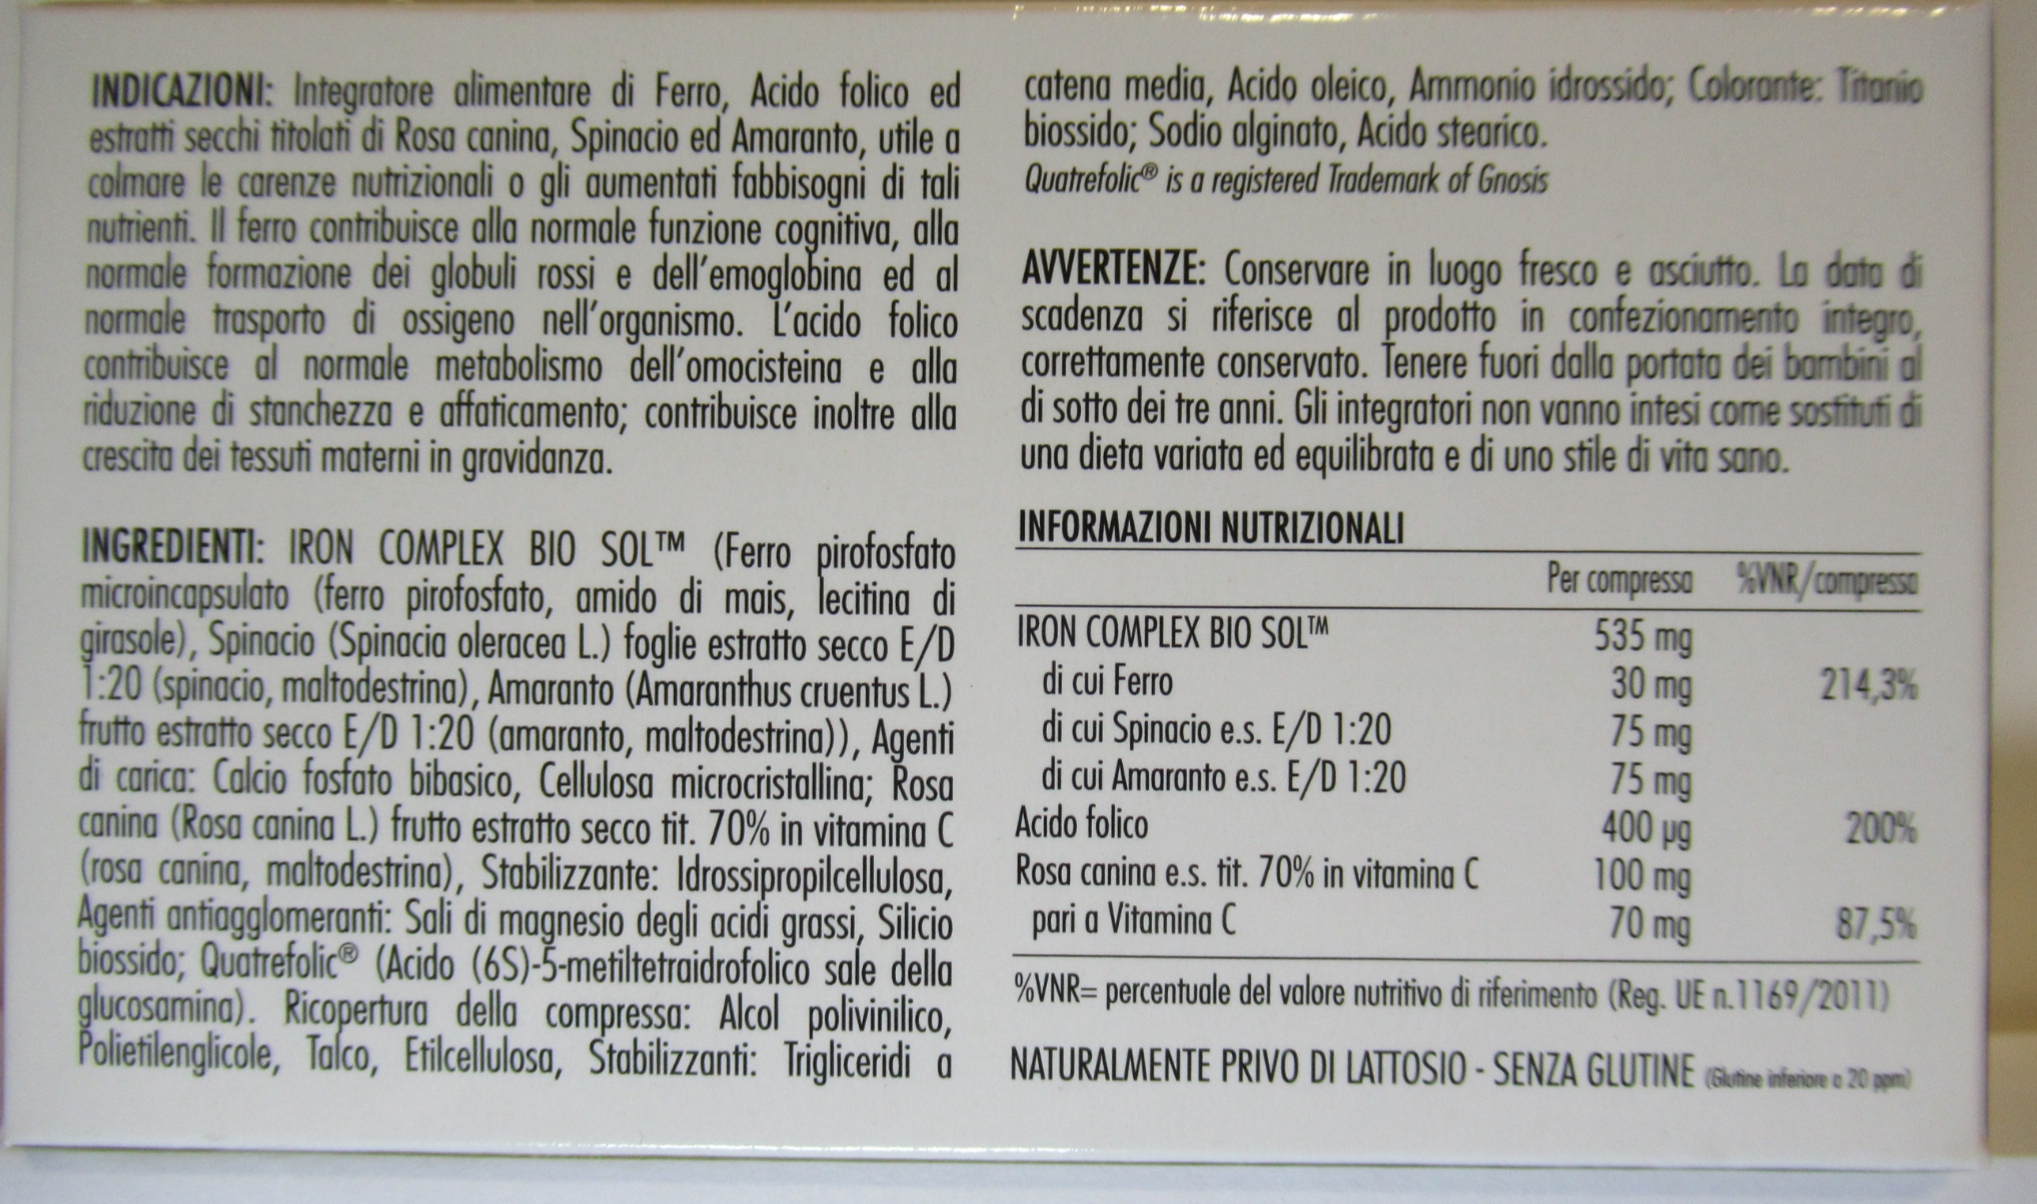 INDICAZIONI: Integratore alimentare di Ferro, Acido folico ed
estratti secchi titolati di Rosa canina, Spinacio ed Amaranto, utile a
colmare le carenze nutrizionali o gli aumentati fabbisogni di tali
nutrienti. Il ferro contribuisce alla normale funzione cognitiva, alla
normale formazione dei globuli rossi e dell'emoglobina ed al
normale trasporto di ossigeno nell'organismo. L'acido folico
contribuisce al normale metabolismo dell'omocisteina e alla
riduzione di stanchezza e affaticamento; contribuisce inoltre alla
crescita dei tessuti materni in gravidanza.
INGREDIENTI: IRON COMPLEX BIO SOL™ (Ferro pirofosfato
microincapsulato (ferro pirofosfato, amido di mais, lecitina di
girasole), Spinacio (Spinacia oleracea L.) foglie estratto secco E/D
1:20 (spinacio, maltodestrina), Amaranto (Amaranthus cruentus L.)
frutto estratto secco E/D 1:20 (amaranto, maltodestrina)), Agenti
di carica: Calcio fosfato bibasico, Cellulosa microcristallina; Rosa
canina (Rosa canina L.) frutto estratto secco tit. 70% in vitamina C
(rosa canina, maltodestrina), Stabilizzante: Idrossipropilcellulosa,
Agenti antiagglomeranti: Sali di magnesio degli acidi grassi, Silicio
biossido; Quatrefolic® (Acido (6S)-5-metiltetraidrofolico sale della
glucosamina). Ricopertura della compressa: Alcol polivinilico,
Polietilenglicole, Talco, Etilcellulosa, Stabilizzanti: Trigliceridi a
catena media, Acido oleico, Ammonio idrossido; Colorante: Titanio
biossido; Sodio alginato, Acido stearico.
Quatrefolic® is a registered Trademark of Gnosis
AVVERTENZE: Conservare in luogo fresco e asciutto. La data di
scadenza si riferisce al prodotto in confezionamento integro,
correttamente conservato. Tenere fuori dalla portata dei bambini al
di sotto dei tre anni. Gli integratori non vanno intesi come sostituti di
una dieta variata ed equilibrata e di uno stile di vita sano.
INFORMAZIONI NUTRIZIONALI
Per compressa %VNR/compressa
IRON COMPLEX BIO SOL™ 535 mg
di cui Ferro 30 mg 214,3%
di cui Spinacio e.s. E/D 1:20 75 mg
di cui Amaranto e.s. E/D 1:20 75 mg
Acido folico 400 µg 200%
Rosa canina e.s. tit. 70% in vitamina C 100 mg
pari a Vitamina C 70 mg 87,5%
%VNR= percentuale del valore nutritivo di riferimento (Reg. UE n.1169/2011)
NATURALMENTE PRIVO DI LATTOSIO - SENZA GLUTINE (Glutine inferiore a 20 ppm)